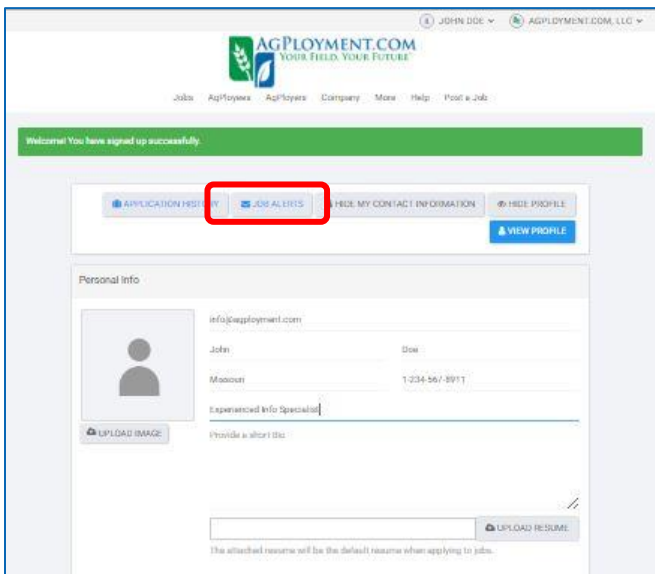 JOHN DOE
AGPLOYMENT.COM, LLC
AGPLOYMENT.COM
YOUR FIELD, YOUR FUTURE
Jobs AgPloyees AgPloyers Company More Help Post a Job
Welcome! You have signed up successfully.
APPLICATION HISTORY
JOB ALERTS
HIDE MY CONTACT INFORMATION
HIDE PROFILE
VIEW PROFILE
Personal Info
info@agployment.com
John
Doe
Missouri
1-234-567-8911
Experienced Info Specialist
UPLOAD IMAGE
Provide a short Bio
UPLOAD RESUME
The attached resume will be the default resume when applying to jobs.